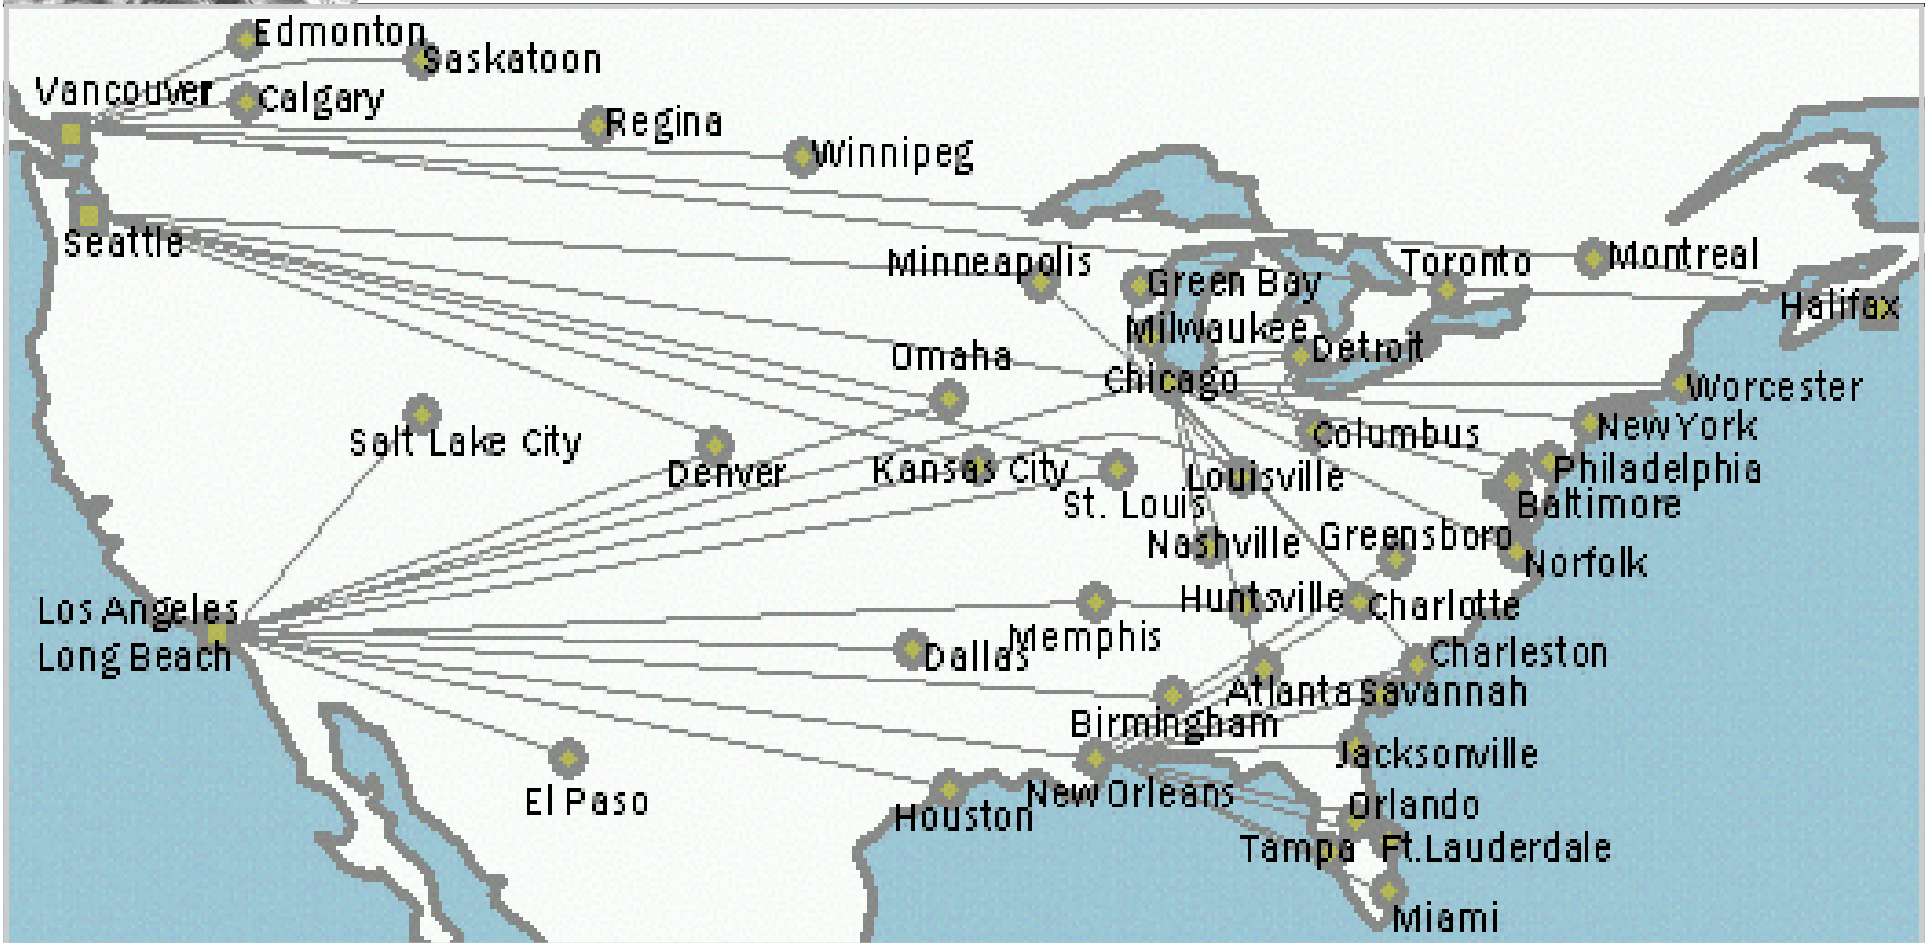 Edmonton
Saskatoon
Vancouver
Calgary
Regina
Winnipeg
Seattle
Minneapolis
Green Bay
Toronto
Montreal
Halifax
Milwaukee
Omaha
Detroit
Chicago
Worcester
Salt Lake City
Denver
Kansas City
St. Louis
Louisville
Columbus
New York
Philadelphia
Baltimore
Nashville
Greensboro
Norfolk
Los Angeles
Long Beach
Memphis
Dallas
Huntsville
Charlotte
Charleston
Atlanta
Savannah
Birmingham
Jacksonville
El Paso
Houston
New Orleans
Orlando
Tampa
Ft.Lauderdale
Miami